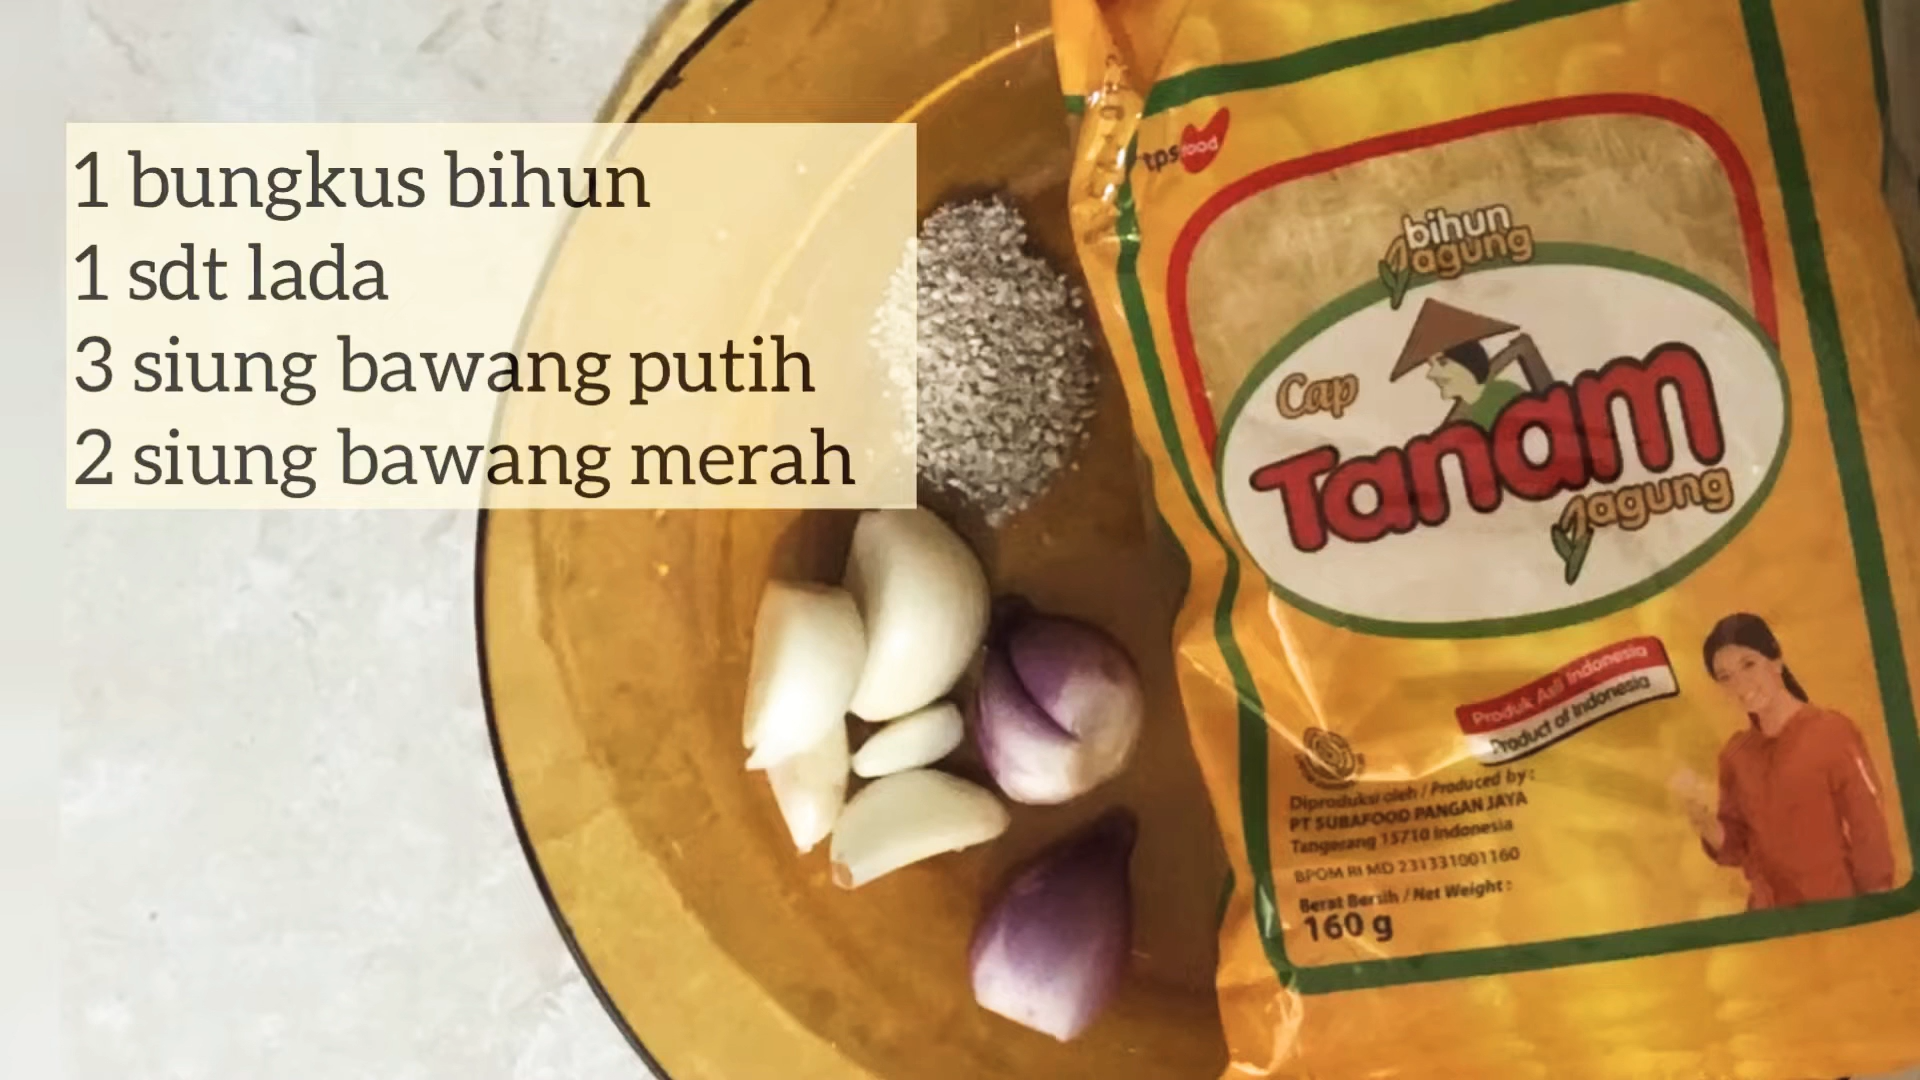 1 bungkus bihun
1 sdt lada
3 siung bawang putih
2 siung bawang merah
tpsfood
bihun
Jagung
Cap
Tanam
Jagung
Produk Asli Indonesia
Product of Indonesia
Diproduksi oleh / Produced by :
PT SUBAFOOD PANGAN JAYA
Tangerang 15710 Indonesia
BPOM RI MD 231331001160
Berat Bersih / Net Weight :
160 g